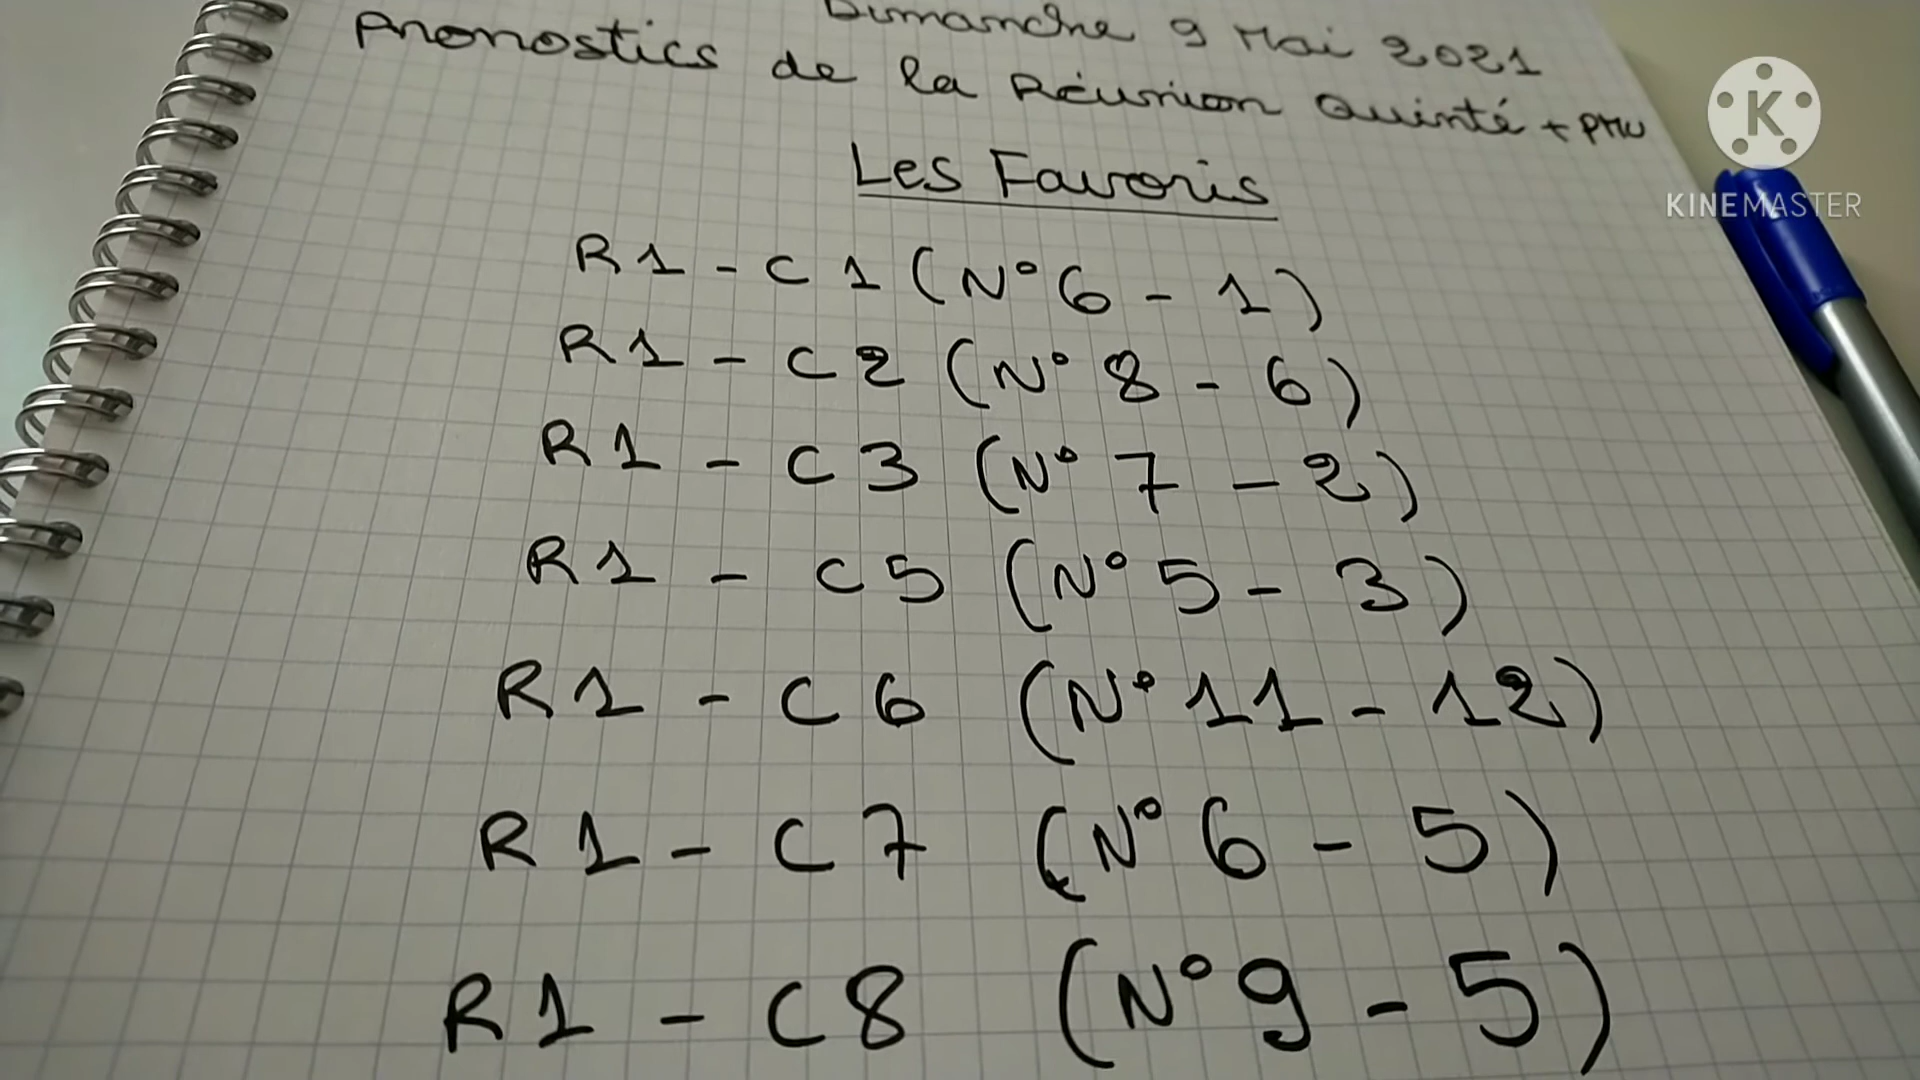 Dimanche 9 Mai 2021
Pronostics de la Réunion Quinté + PMU
Les Favoris
R1 - C1 (N° 6 - 1)
R1 - C2 (N° 8 - 6)
R1 - C3 (N° 7 - 2)
R1 - C5 (N° 5 - 3)
R1 - C6 (N° 11 - 12)
R1 - C7 (N° 6 - 5)
R1 - C8 (N° 9 - 5)
K
KINEMASTER